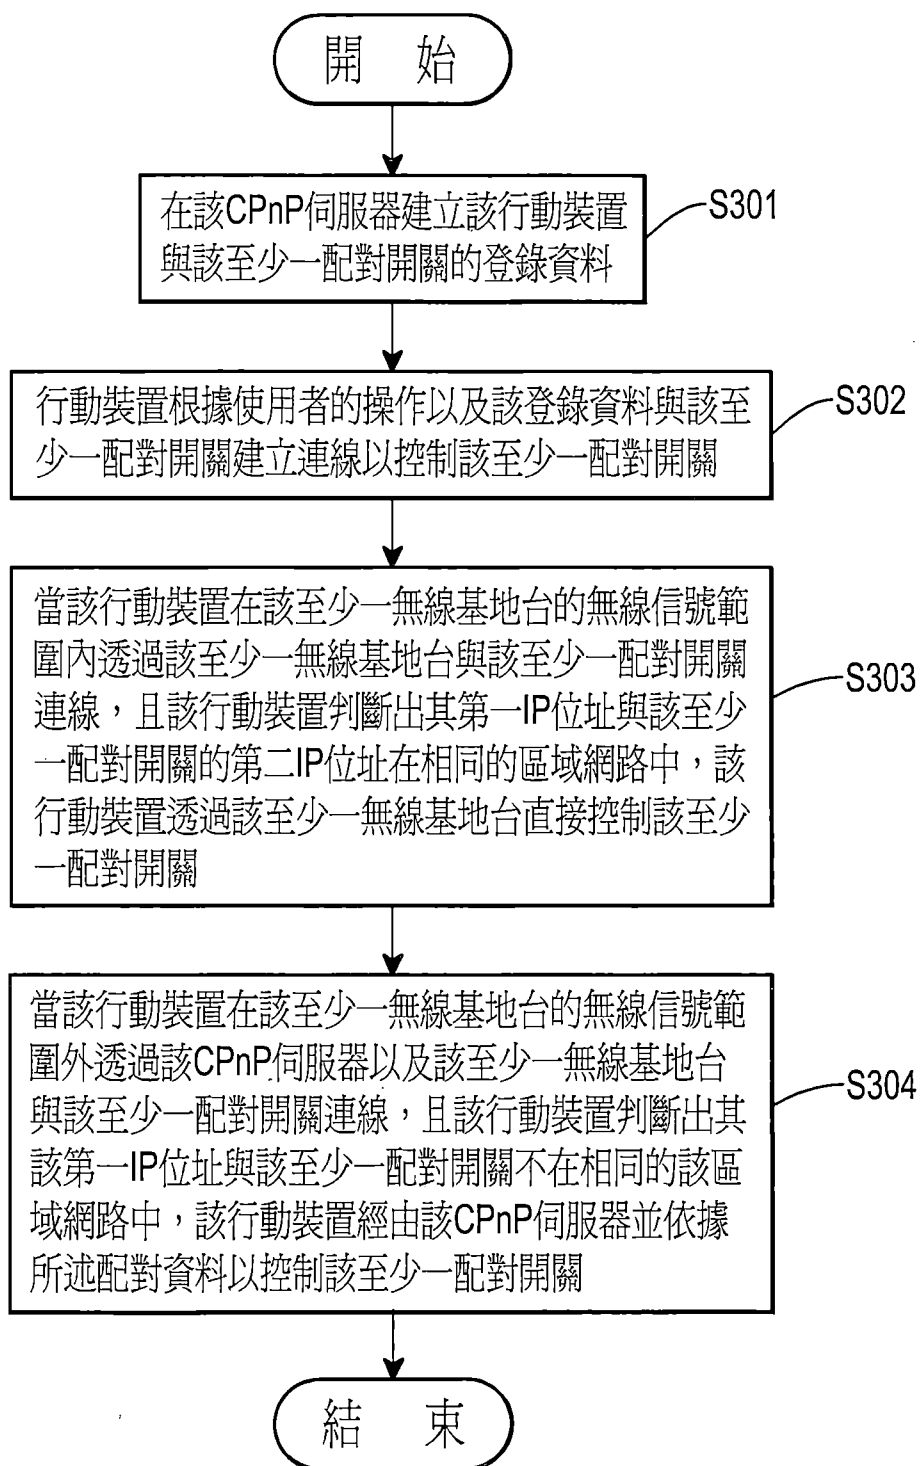 開 始
在該CPnP伺服器建立該行動裝置
與該至少一配對開關的登錄資料
S301
行動裝置根據使用者的操作以及該登錄資料與該至
少一配對開關建立連線以控制該至少一配對開關
S302
當該行動裝置在該至少一無線基地台的無線信號範
圍內透過該至少一無線基地台與該至少一配對開關
連線，且該行動裝置判斷出其第一IP位址與該至少
一配對開關的第二IP位址在相同的區域網路中，該
行動裝置透過該至少一無線基地台直接控制該至少
一配對開關
S303
當該行動裝置在該至少一無線基地台的無線信號範
圍外透過該CPnP伺服器以及該至少一無線基地台
與該至少一配對開關連線，且該行動裝置判斷出其
該第一IP位址與該至少一配對開關不在相同的該區
域網路中，該行動裝置經由該CPnP伺服器並依據
所述配對資料以控制該至少一配對開關
S304
結 束